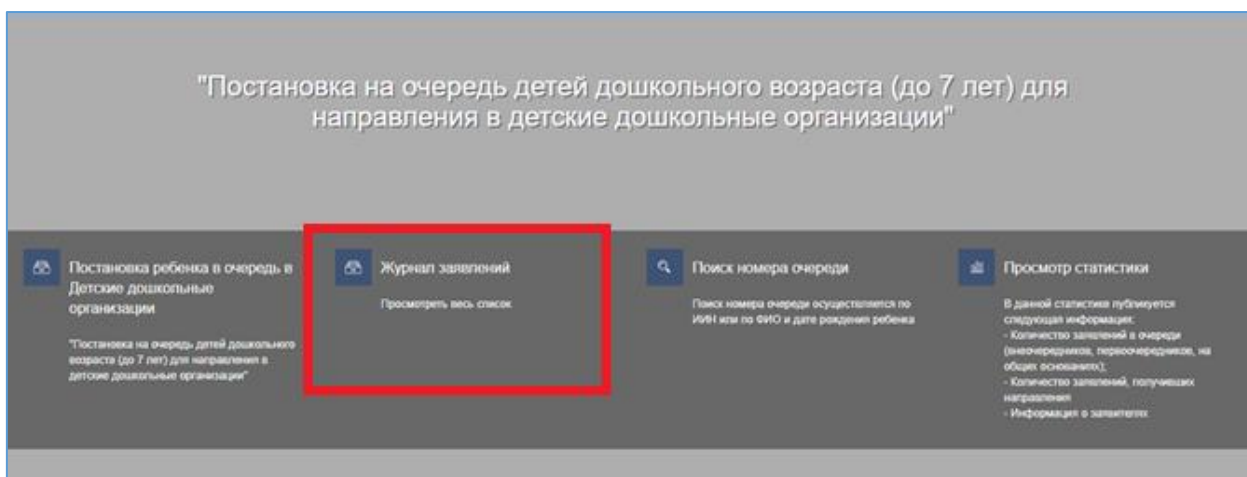 "Постановка на очередь детей дошкольного возраста (до 7 лет) для
направления в детские дошкольные организации"
Постановка ребенка в очередь в
Детские дошкольные
организации
"Постановка на очередь детей дошкольного
возраста (до 7 лет) для направления в
детские дошкольные организации"
Журнал заявлений
Просмотреть весь список
Поиск номера очереди
Поиск номера очереди осуществляется по
ИИН или по ФИО и дате рождения ребенка
Просмотр статистики
В данной статистике публикуется
следующая информация:
- Количество заявлений в очереди
(внеочередников, первоочередников, на
общих основаниях);
- Количество заявлений, получивших
направления
- Информация о заявителях